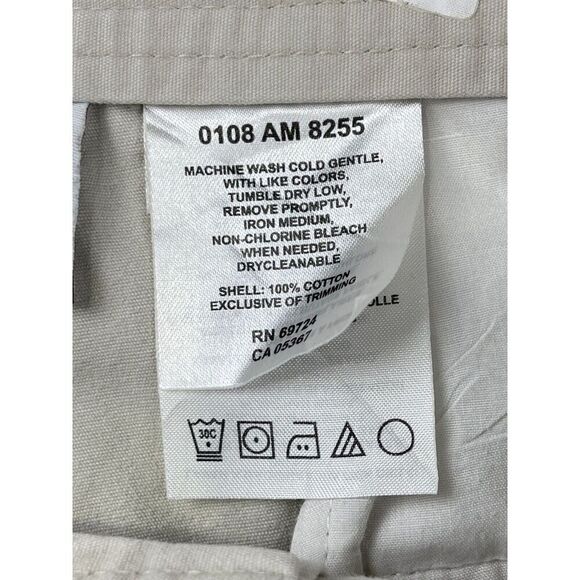 0108 AM 8255
MACHINE WASH COLD GENTLE,
WITH LIKE COLORS,
TUMBLE DRY LOW,
REMOVE PROMPTLY,
IRON MEDIUM,
NON-CHLORINE BLEACH
WHEN NEEDED,
DRYCLEANABLE
SHELL: 100% COTTON
EXCLUSIVE OF TRIMMING
OLLE
RN 69724
CA 05367
30C